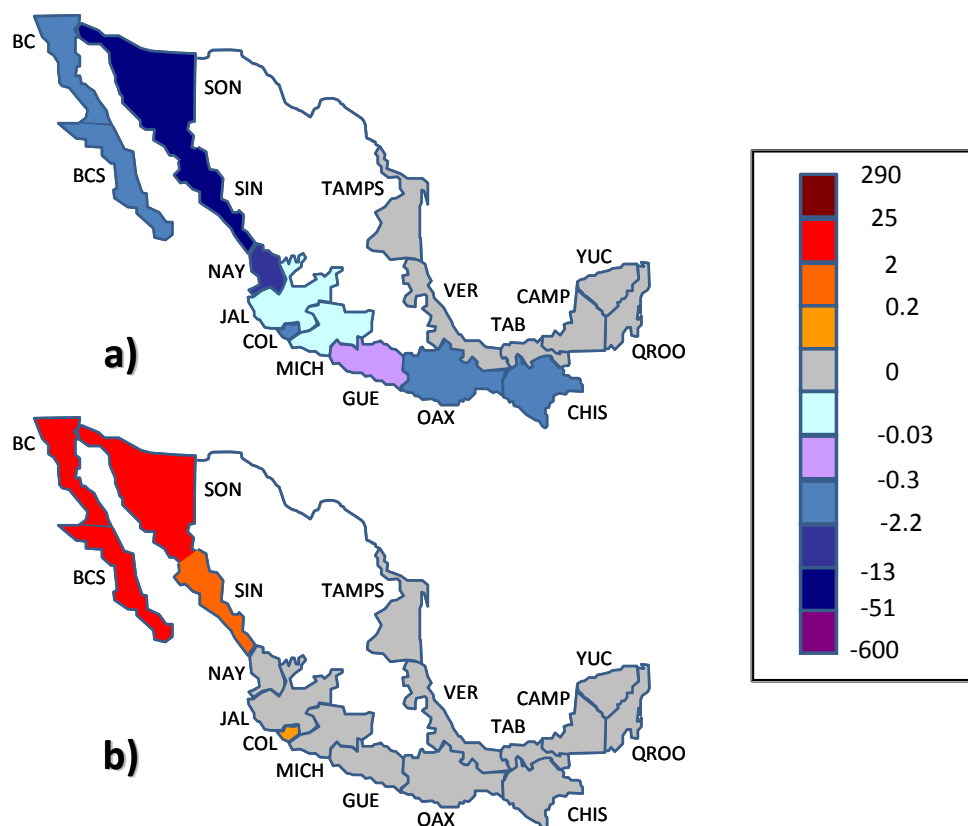 BC
SON
BCS
SIN
TAMPS
NAY
YUC
VER
CAMP
JAL
TAB
COL
a)
MICH
QROO
GUE
OAX
CHIS
BC
SON
BCS
SIN
TAMPS
NAY
YUC
VER
CAMP
JAL
TAB
COL
b)
MICH
QROO
GUE
OAX
CHIS
290
25
2
0.2
0
-0.03
-0.3
-2.2
-13
-51
-600